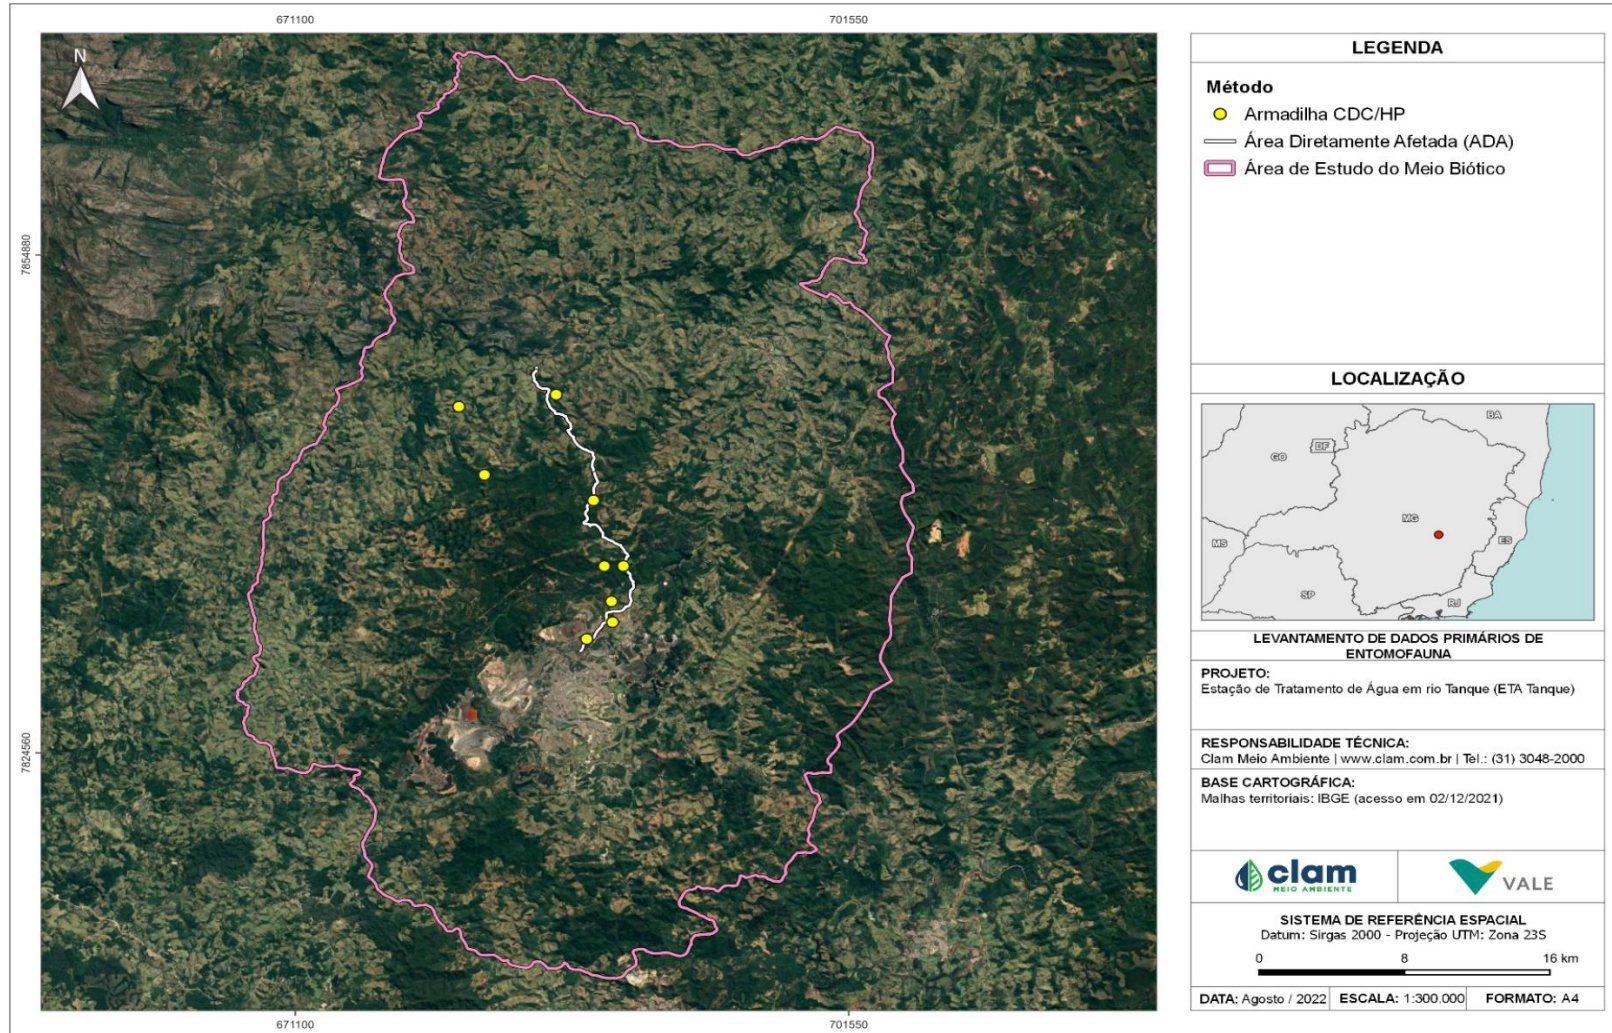 671100
701550
N
7854880
7824560
671100
701550
LEGENDA
Método
Armadilha CDC/HP
Área Diretamente Afetada (ADA)
Área de Estudo do Meio Biótico
LOCALIZAÇÃO
BA
DF
GO
MG
MS
ES
SP
RJ
LEVANTAMENTO DE DADOS PRIMÁRIOS DE
ENTOMOFAUNA
PROJETO:
Estação de Tratamento de Água em rio Tanque (ETA Tanque)
RESPONSABILIDADE TÉCNICA:
Clam Meio Ambiente | www.clam.com.br | Tel.: (31) 3048-2000
BASE CARTOGRÁFICA:
Malhas territoriais: IBGE (acesso em 02/12/2021)
clam
MEIO AMBIENTE
VALE
SISTEMA DE REFERÊNCIA ESPACIAL
Datum: Sirgas 2000 - Projeção UTM: Zona 23S
0 8 16 km
DATA: Agosto / 2022 ESCALA: 1:300.000 FORMATO: A4